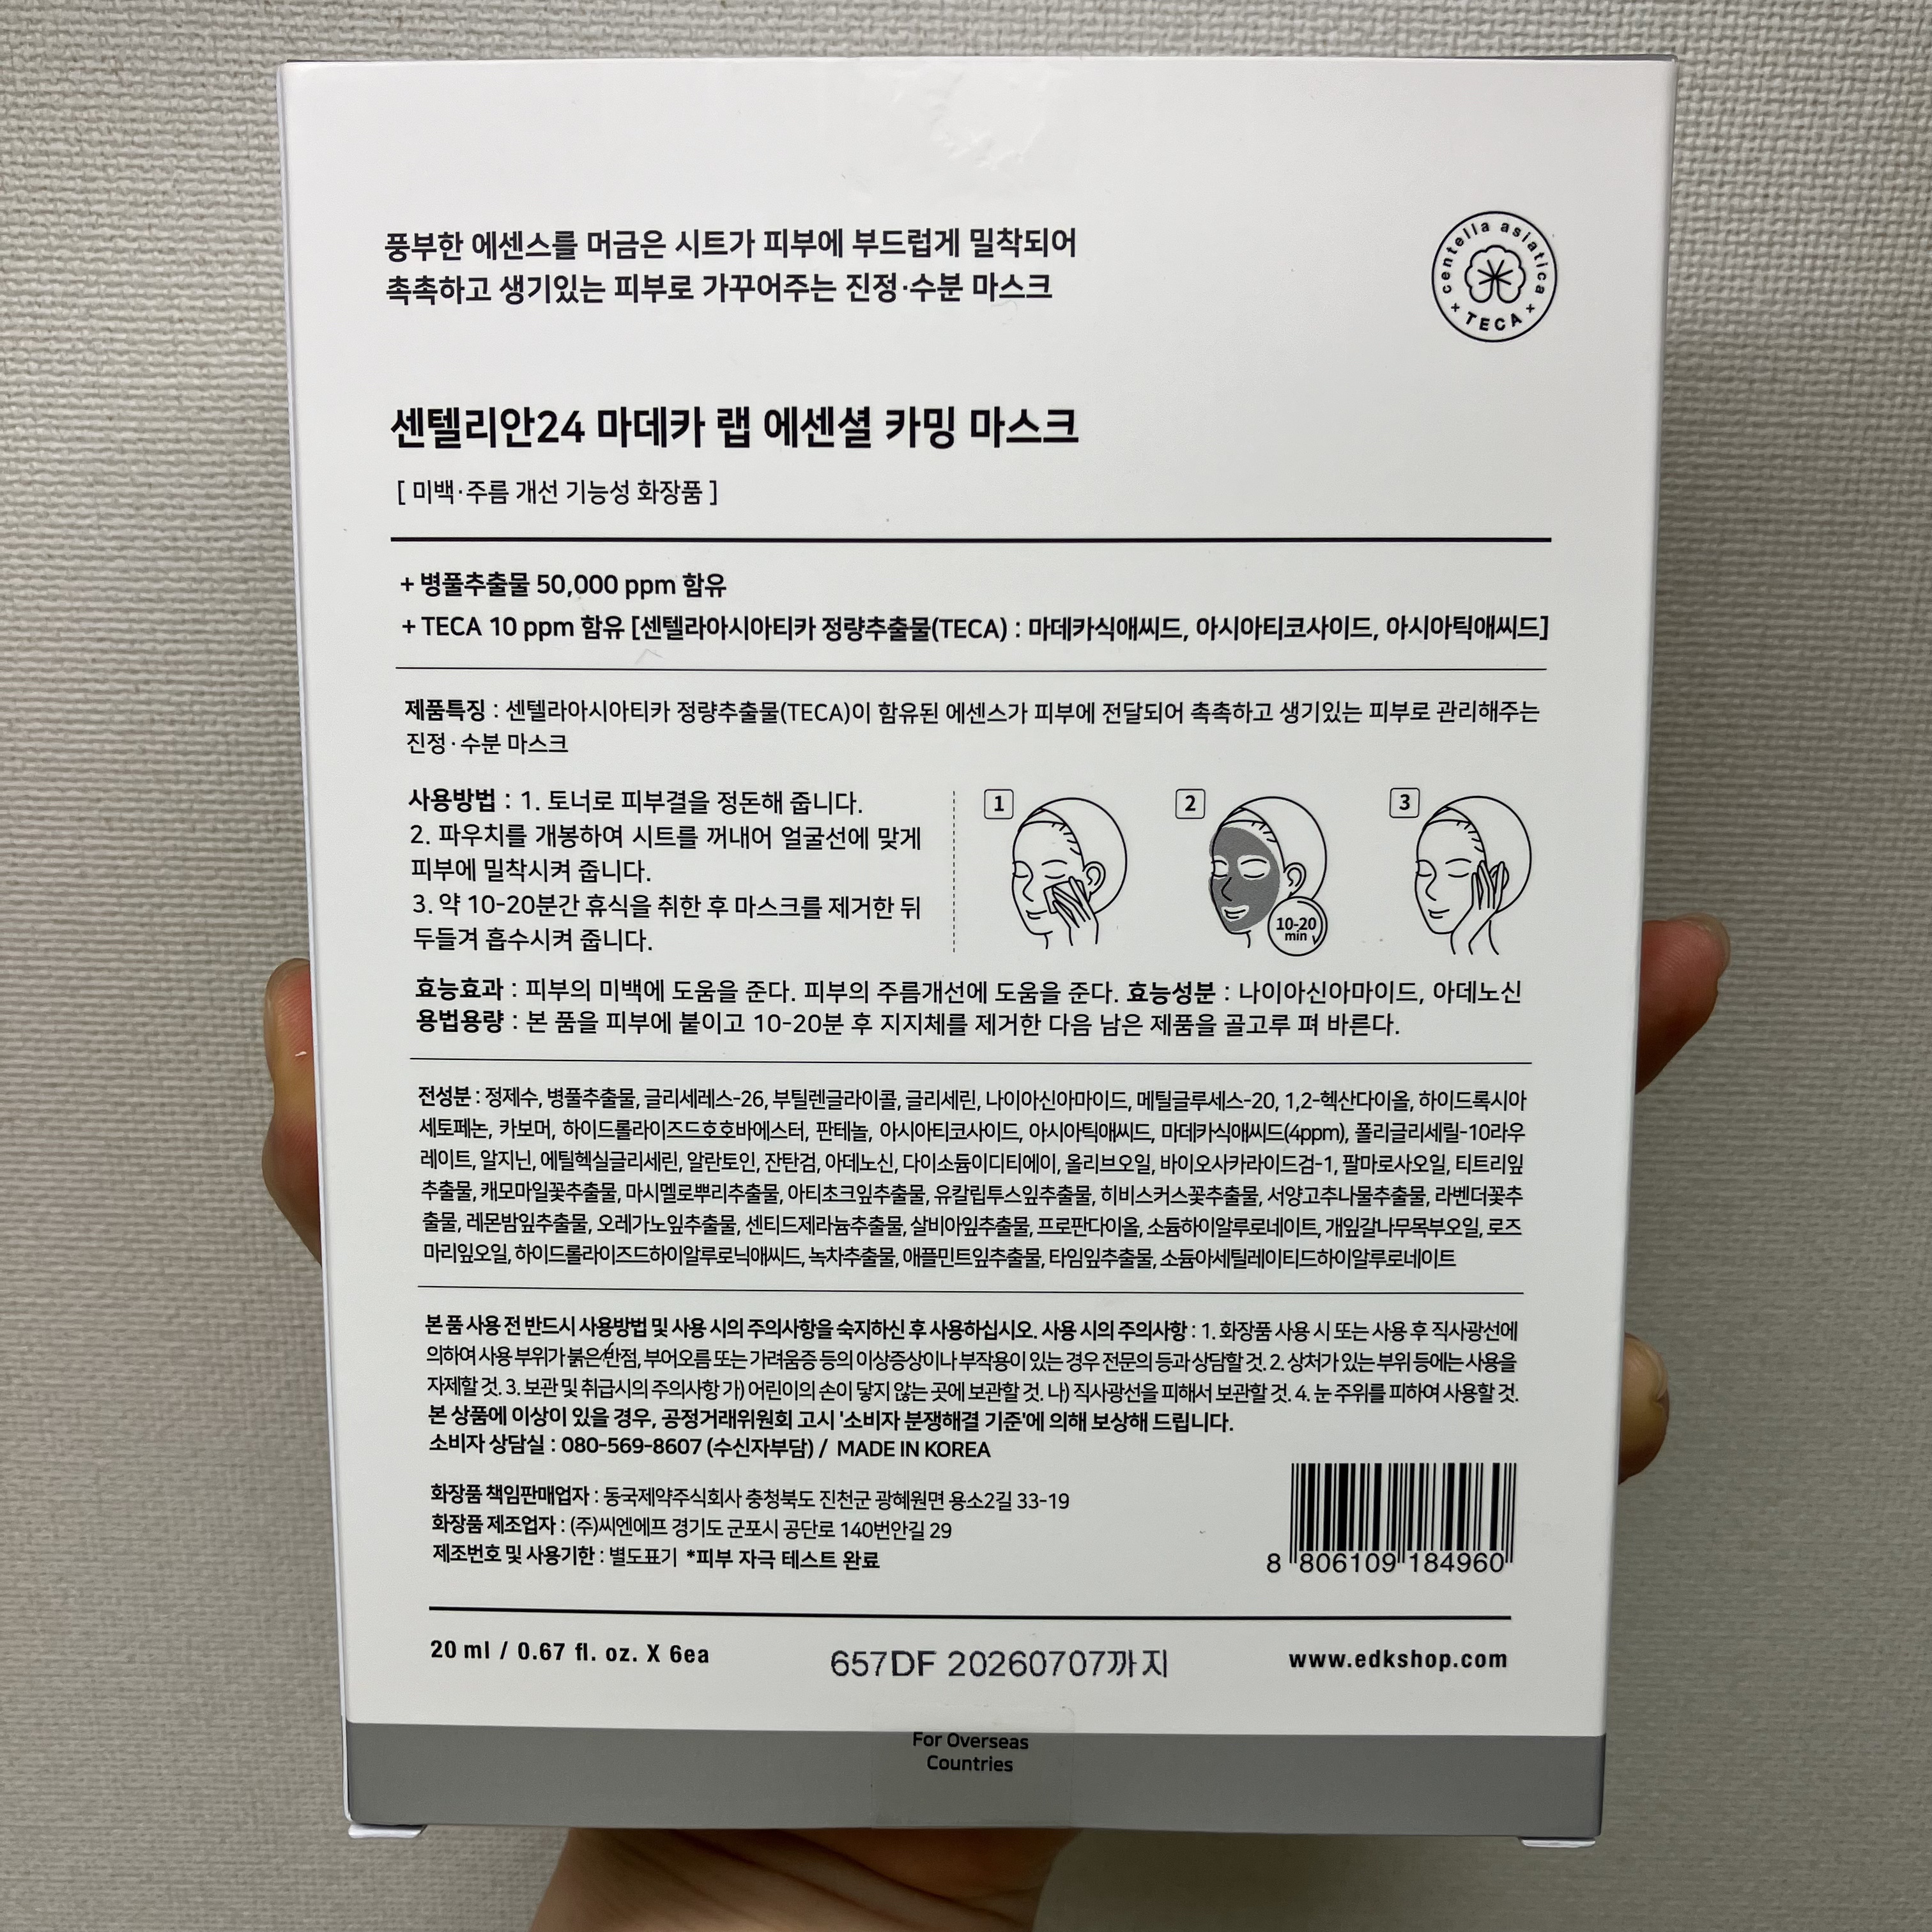 풍부한 에센스를 머금은 시트가 피부에 부드럽게 밀착되어
촉촉하고 생기있는 피부로 가꾸어주는 진정·수분 마스크
centella asiatica
+ TECA +
센텔리안24 마데카 랩 에센셜 카밍 마스크
[ 미백·주름 개선 기능성 화장품 ]
+ 병풀추출물 50,000 ppm 함유
+ TECA 10 ppm 함유 [센텔라아시아티카 정량추출물(TECA) : 마데카식애씨드, 아시아티코사이드, 아시아틱애씨드]
제품특징 : 센텔라아시아티카 정량추출물(TECA)이 함유된 에센스가 피부에 전달되어 촉촉하고 생기있는 피부로 관리해주는
진정·수분 마스크
사용방법 : 1. 토너로 피부결을 정돈해 줍니다.
2. 파우치를 개봉하여 시트를 꺼내어 얼굴선에 맞게
피부에 밀착시켜 줍니다.
3. 약 10-20분간 휴식을 취한 후 마스크를 제거한 뒤
두들겨 흡수시켜 줍니다.
1
2
10-20
min
3
효능효과 : 피부의 미백에 도움을 준다. 피부의 주름개선에 도움을 준다. 효능성분 : 나이아신아마이드, 아데노신
용법용량 : 본 품을 피부에 붙이고 10-20분 후 지지체를 제거한 다음 남은 제품을 골고루 펴 바른다.
전성분 : 정제수, 병풀추출물, 글리세레스-26, 부틸렌글라이콜, 글리세린, 나이아신아마이드, 메틸글루세스-20, 1,2-헥산다이올, 하이드록시아
세토페논, 카보머, 하이드롤라이즈드호호바에스터, 판테놀, 아시아티코사이드, 아시아틱애씨드, 마데카식애씨드(4ppm), 폴리글리세릴-10라우
레이트, 알지닌, 에틸헥실글리세린, 알란토인, 잔탄검, 아데노신, 다이소듐이디티에이, 올리브오일, 바이오사카라이드검-1, 팔마로사오일, 티트리잎
추출물, 캐모마일꽃추출물, 마시멜로뿌리추출물, 아티초크잎추출물, 유칼립투스잎추출물, 히비스커스꽃추출물, 서양고추나물추출물, 라벤더꽃추
출물, 레몬밤잎추출물, 오레가노잎추출물, 센티드제라늄추출물, 살비아잎추출물, 프로판다이올, 소듐하이알루로네이트, 개잎갈나무목부오일, 로즈
마리잎오일, 하이드롤라이즈드하이알루로닉애씨드, 녹차추출물, 애플민트잎추출물, 타임잎추출물, 소듐아세틸레이티드하이알루로네이트
본 품 사용 전 반드시 사용방법 및 사용 시의 주의사항을 숙지하신 후 사용하십시오. 사용 시의 주의사항 : 1. 화장품 사용 시 또는 사용 후 직사광선에
의하여 사용 부위가 붉은 반점, 부어오름 또는 가려움증 등의 이상증상이나 부작용이 있는 경우 전문의 등과 상담할 것. 2. 상처가 있는 부위 등에는 사용을
자제할 것. 3. 보관 및 취급시의 주의사항 가) 어린이의 손이 닿지 않는 곳에 보관할 것. 나) 직사광선을 피해서 보관할 것. 4. 눈 주위를 피하여 사용할 것.
본 상품에 이상이 있을 경우, 공정거래위원회 고시 '소비자 분쟁해결 기준'에 의해 보상해 드립니다.
소비자 상담실 : 080-569-8607 (수신자부담) / MADE IN KOREA
화장품 책임판매업자 : 동국제약주식회사 충청북도 진천군 광혜원면 용소2길 33-19
화장품 제조업자 : (주)씨엔에프 경기도 군포시 공단로 140번안길 29
제조번호 및 사용기한 : 별도표기 *피부 자극 테스트 완료
8 806109 184960
20 ml / 0.67 fl. oz. X 6ea
657DF 20260707까지
www.edkshop.com
For Overseas
Countries